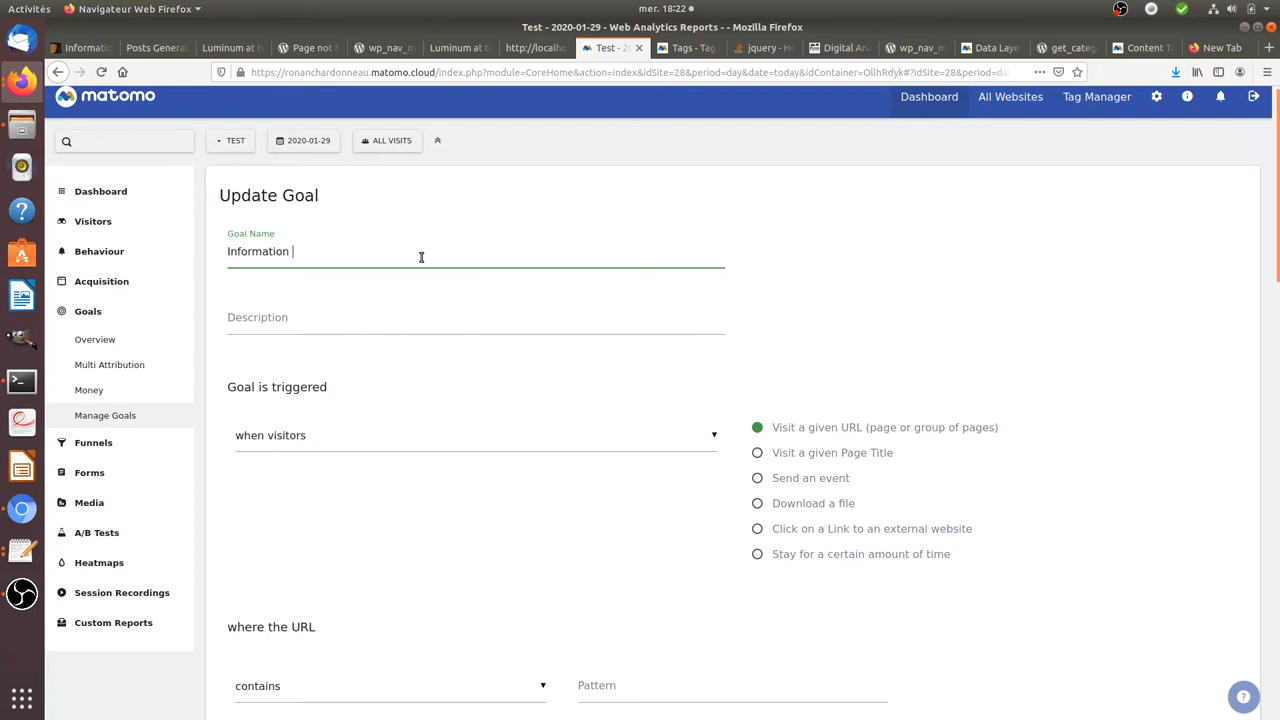 Activités
Navigateur Web Firefox
mer. 18:22
Test - 2020-01-29 - Web Analytics Reports - Mozilla Firefox
Informatio
Posts General
Luminum at te
Page not f
wp_nav_m
Luminum at te
http://localho
Test - 20
Tags - Tag
jquery - H
Digital An
wp_nav_m
Data Layer
get_categ
Content T
New Tab
https://ronanchardonneau.matomo.cloud/index.php?module=CoreHome&action=index&idSite=28&period=day&date=today&idContainer=OllhRdyk#?idSite=28&period=da
matomo
Dashboard
All Websites
Tag Manager
TEST
2020-01-29
ALL VISITS
Dashboard
Visitors
Behaviour
Acquisition
Goals
Overview
Multi Attribution
Money
Manage Goals
Funnels
Forms
Media
A/B Tests
Heatmaps
Session Recordings
Custom Reports
Update Goal
Goal Name
Information
Description
Goal is triggered
when visitors
Visit a given URL (page or group of pages)
Visit a given Page Title
Send an event
Download a file
Click on a Link to an external website
Stay for a certain amount of time
where the URL
contains
Pattern